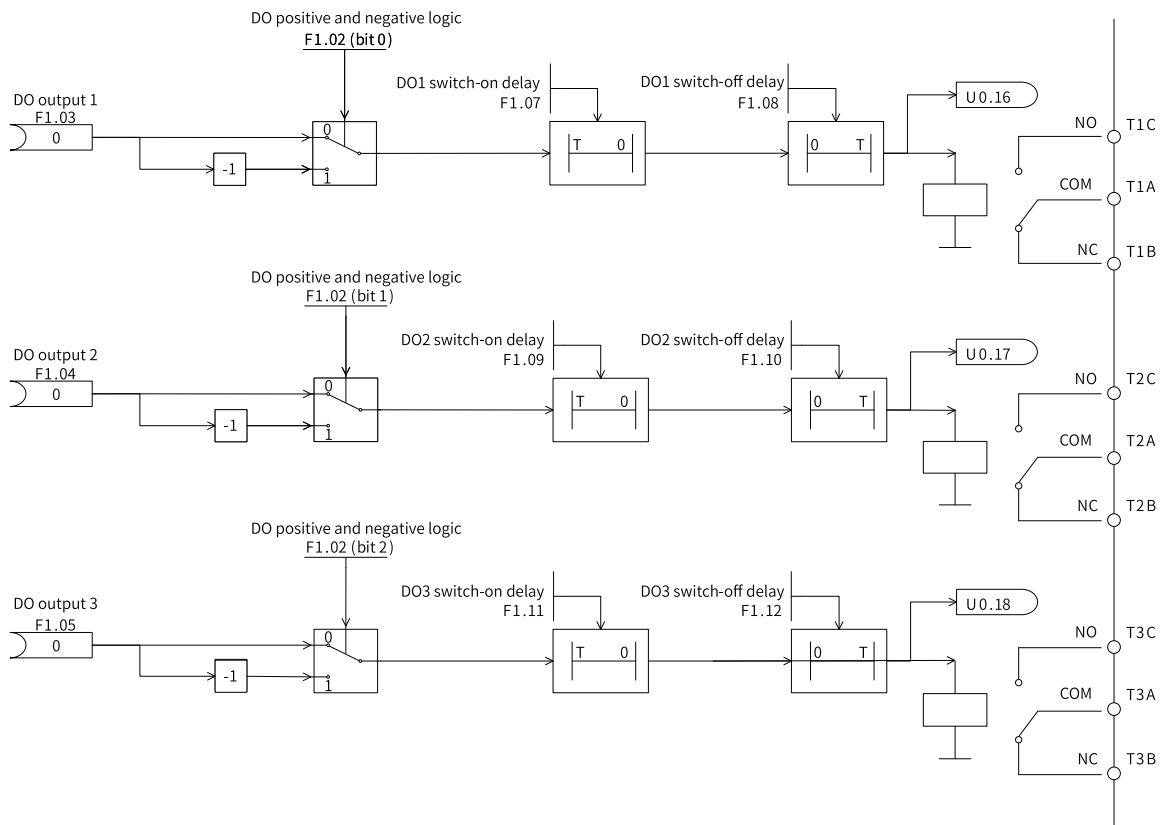 DO positive and negative logic
F1.02 (bit 0)
DO1 switch-on delay
F1.07
DO1 switch-off delay
F1.08
U0.16
DO output 1
F1.03
0
-1
0
1
T 0
0 T
NO
T1C
COM
T1A
NC
T1B
DO positive and negative logic
F1.02 (bit 1)
DO2 switch-on delay
F1.09
DO2 switch-off delay
F1.10
U0.17
DO output 2
F1.04
0
-1
0
1
T 0
0 T
NO
T2C
COM
T2A
NC
T2B
DO positive and negative logic
F1.02 (bit 2)
DO3 switch-on delay
F1.11
DO3 switch-off delay
F1.12
U0.18
DO output 3
F1.05
0
-1
0
1
T 0
0 T
NO
T3C
COM
T3A
NC
T3B